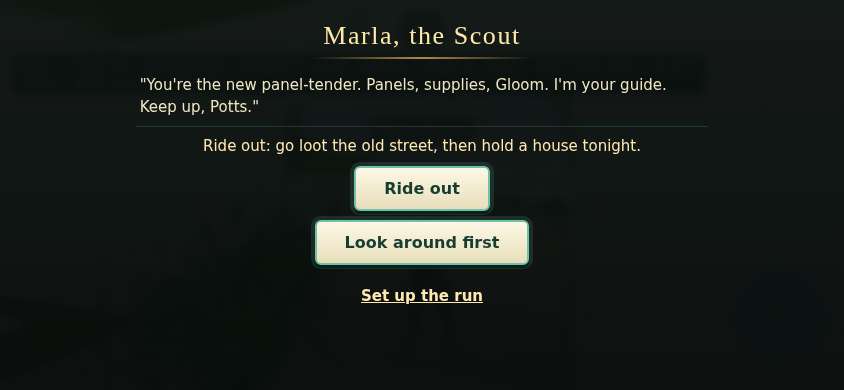 Marla, the Scout
"You're the new panel-tender. Panels, supplies, Gloom. I'm your guide.
Keep up, Potts."
Ride out: go loot the old street, then hold a house tonight.
Ride out
Look around first
Set up the run